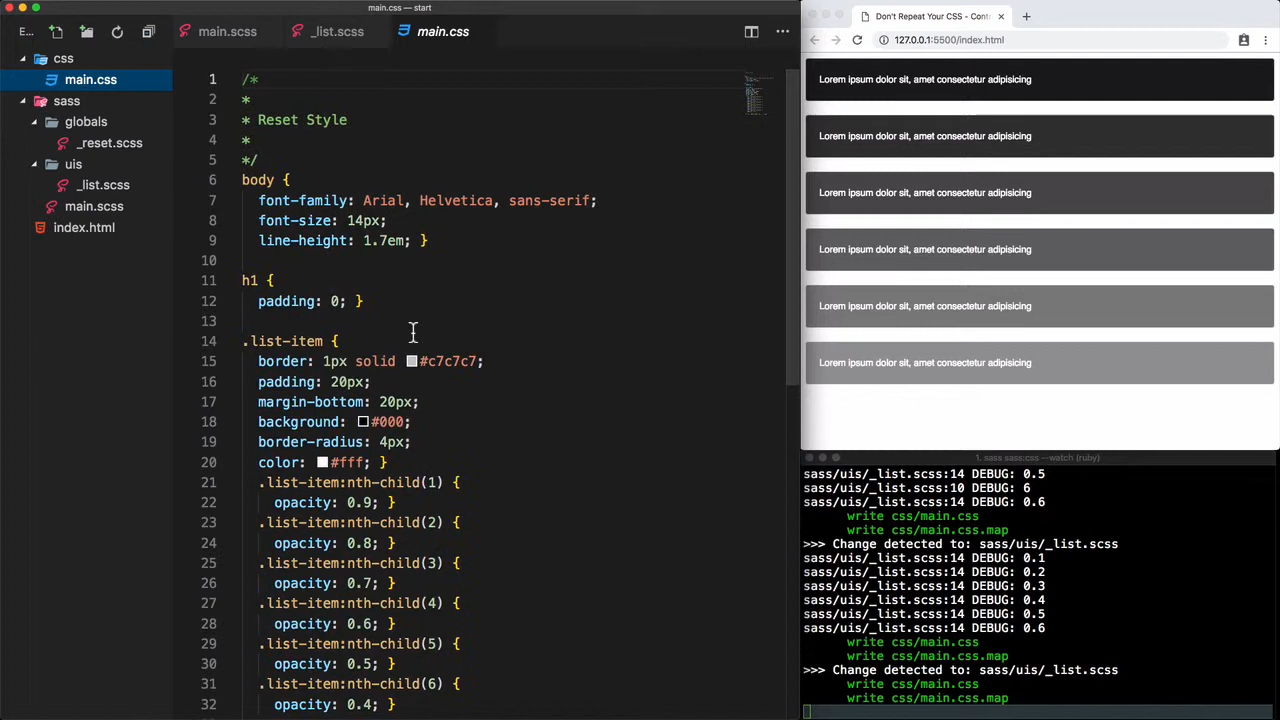 main.css — start
E...
main.scss
_list.scss
main.css
css
main.css
sass
globals
_reset.scss
uis
_list.scss
main.scss
index.html
1 /*
2 *
3 * Reset Style
4 *
5 */
6 body {
7 font-family: Arial, Helvetica, sans-serif;
8 font-size: 14px;
9 line-height: 1.7em; }
10
11 h1 {
12 padding: 0; }
13
14 .list-item {
15 border: 1px solid #c7c7c7;
16 padding: 20px;
17 margin-bottom: 20px;
18 background: #000;
19 border-radius: 4px;
20 color: #fff; }
21 .list-item:nth-child(1) {
22 opacity: 0.9; }
23 .list-item:nth-child(2) {
24 opacity: 0.8; }
25 .list-item:nth-child(3) {
26 opacity: 0.7; }
27 .list-item:nth-child(4) {
28 opacity: 0.6; }
29 .list-item:nth-child(5) {
30 opacity: 0.5; }
31 .list-item:nth-child(6) {
32 opacity: 0.4; }
Don't Repeat Your CSS - Cont
127.0.0.1:5500/index.html
Lorem ipsum dolor sit, amet consectetur adipisicing
Lorem ipsum dolor sit, amet consectetur adipisicing
Lorem ipsum dolor sit, amet consectetur adipisicing
Lorem ipsum dolor sit, amet consectetur adipisicing
Lorem ipsum dolor sit, amet consectetur adipisicing
Lorem ipsum dolor sit, amet consectetur adipisicing
1. sass sass:css --watch (ruby)
sass/uis/_list.scss:14 DEBUG: 0.5
sass/uis/_list.scss:10 DEBUG: 6
sass/uis/_list.scss:14 DEBUG: 0.6
write css/main.css
write css/main.css.map
>>> Change detected to: sass/uis/_list.scss
sass/uis/_list.scss:14 DEBUG: 0.1
sass/uis/_list.scss:14 DEBUG: 0.2
sass/uis/_list.scss:14 DEBUG: 0.3
sass/uis/_list.scss:14 DEBUG: 0.4
sass/uis/_list.scss:14 DEBUG: 0.5
sass/uis/_list.scss:14 DEBUG: 0.6
write css/main.css
write css/main.css.map
>>> Change detected to: sass/uis/_list.scss
write css/main.css
write css/main.css.map